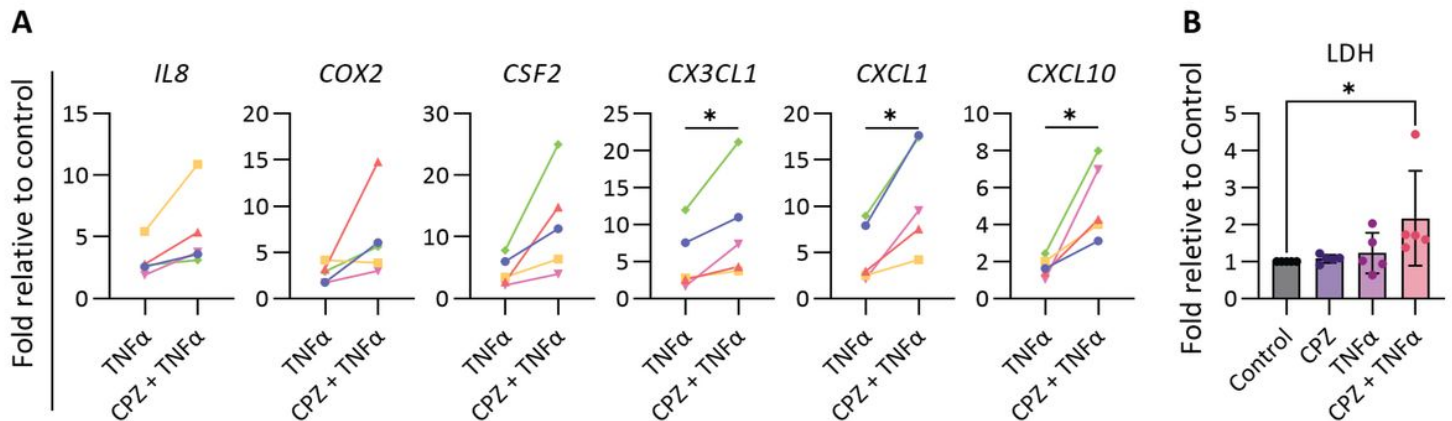 A
B
Fold relative to control
IL8
15
10
5
0
TNFα
CPZ + TNFα
COX2
20
15
10
5
0
TNFα
CPZ + TNFα
CSF2
30
20
10
0
TNFα
CPZ + TNFα
CX3CL1
*
25
20
15
10
5
0
TNFα
CPZ + TNFα
CXCL1
*
20
15
10
5
0
TNFα
CPZ + TNFα
CXCL10
*
10
8
6
4
2
0
TNFα
CPZ + TNFα
Fold reletive to Control
LDH
*
5
4
3
2
1
0
Control
CPZ
TNFα
CPZ + TNFα